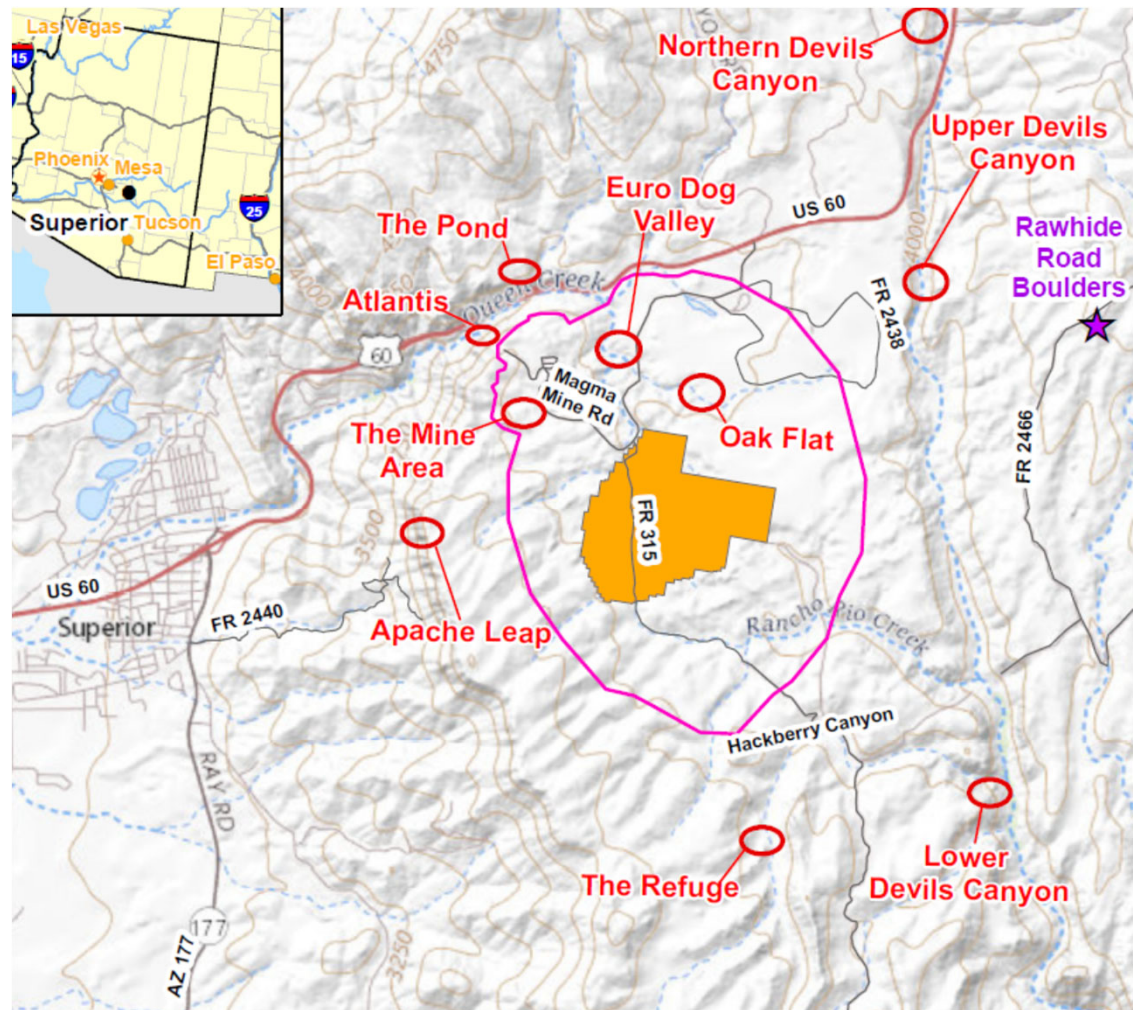 Las Vegas
15
Phoenix
Mesa
Superior
Tucson
25
El Paso
4750
Northern Devils
Canyon
Upper Devils
Canyon
Euro Dog
Valley
US 60
The Pond
4000
Rawhide
Road
Boulders
4000
Queen Creek
Atlantis
FR 2438
60
Magma
Mine Rd
The Mine
Area
Oak Flat
FR 2466
FR 315
3500
US 60
FR 2440
Superior
Apache Leap
Rancho Rio Creek
Hackberry Canyon
RAY RD
Lower
Devils Canyon
The Refuge
177
AZ 177
3250